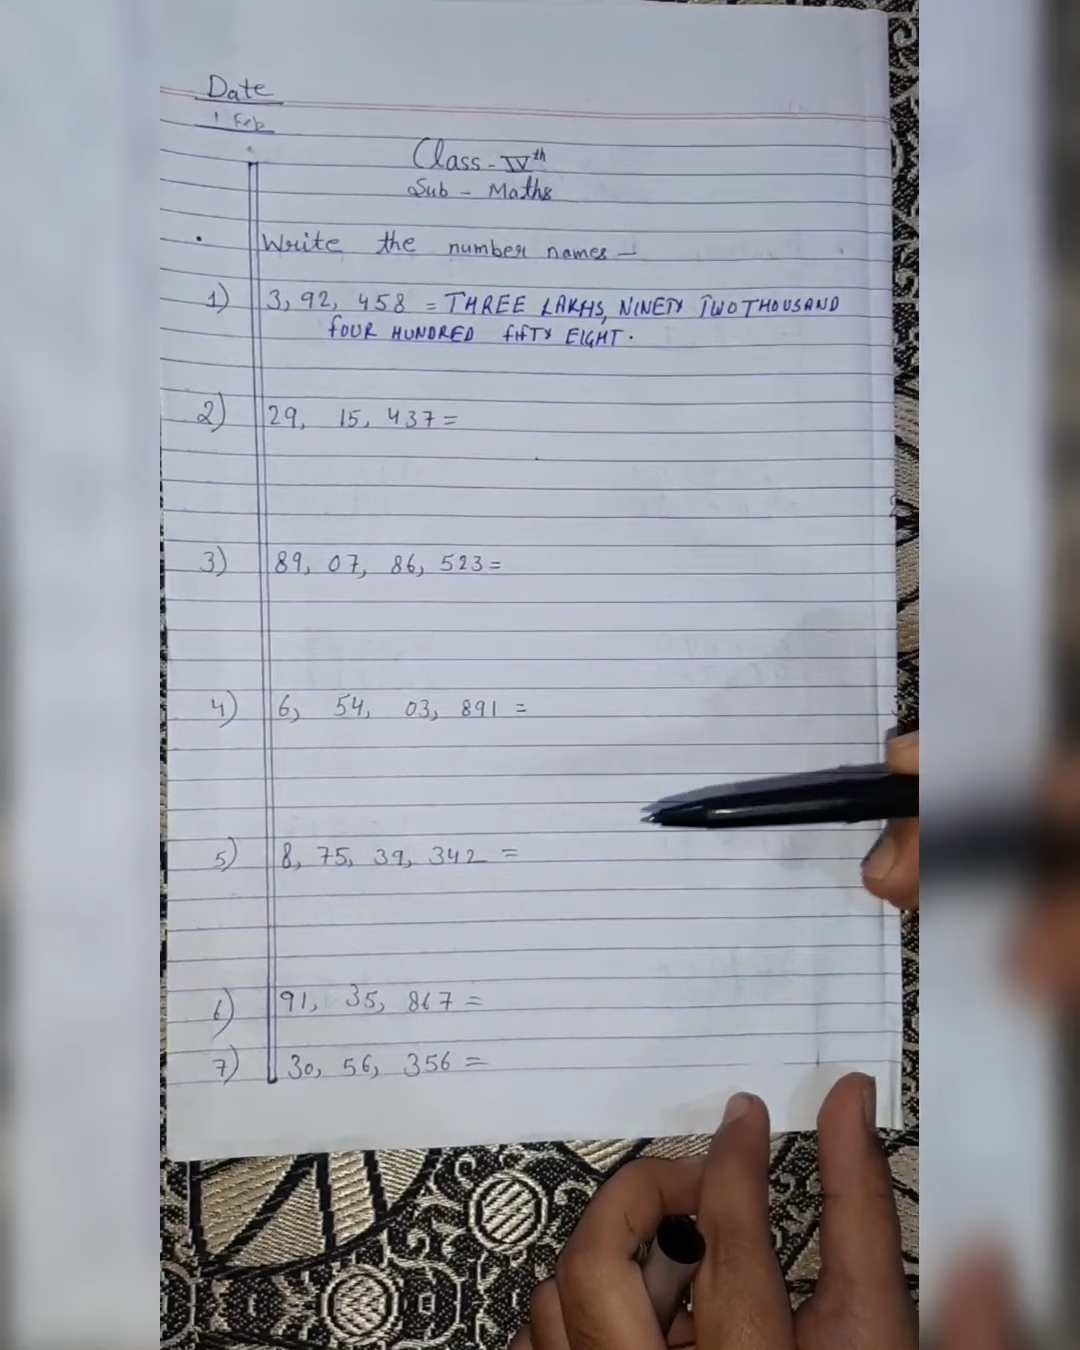 Date
1 Feb
Class - IVth
Sub - Maths
Write the number names -
1) 3, 92, 458 = THREE LAKHS, NINETY TWO THOUSAND
FOUR HUNDRED FIFTY EIGHT.
2) 29, 15, 437 =
3) 89, 07, 86, 523 =
4) 6, 54, 03, 891 =
5) 8, 75, 39, 342 =
6) 91, 35, 867 =
7) 30, 56, 356 =